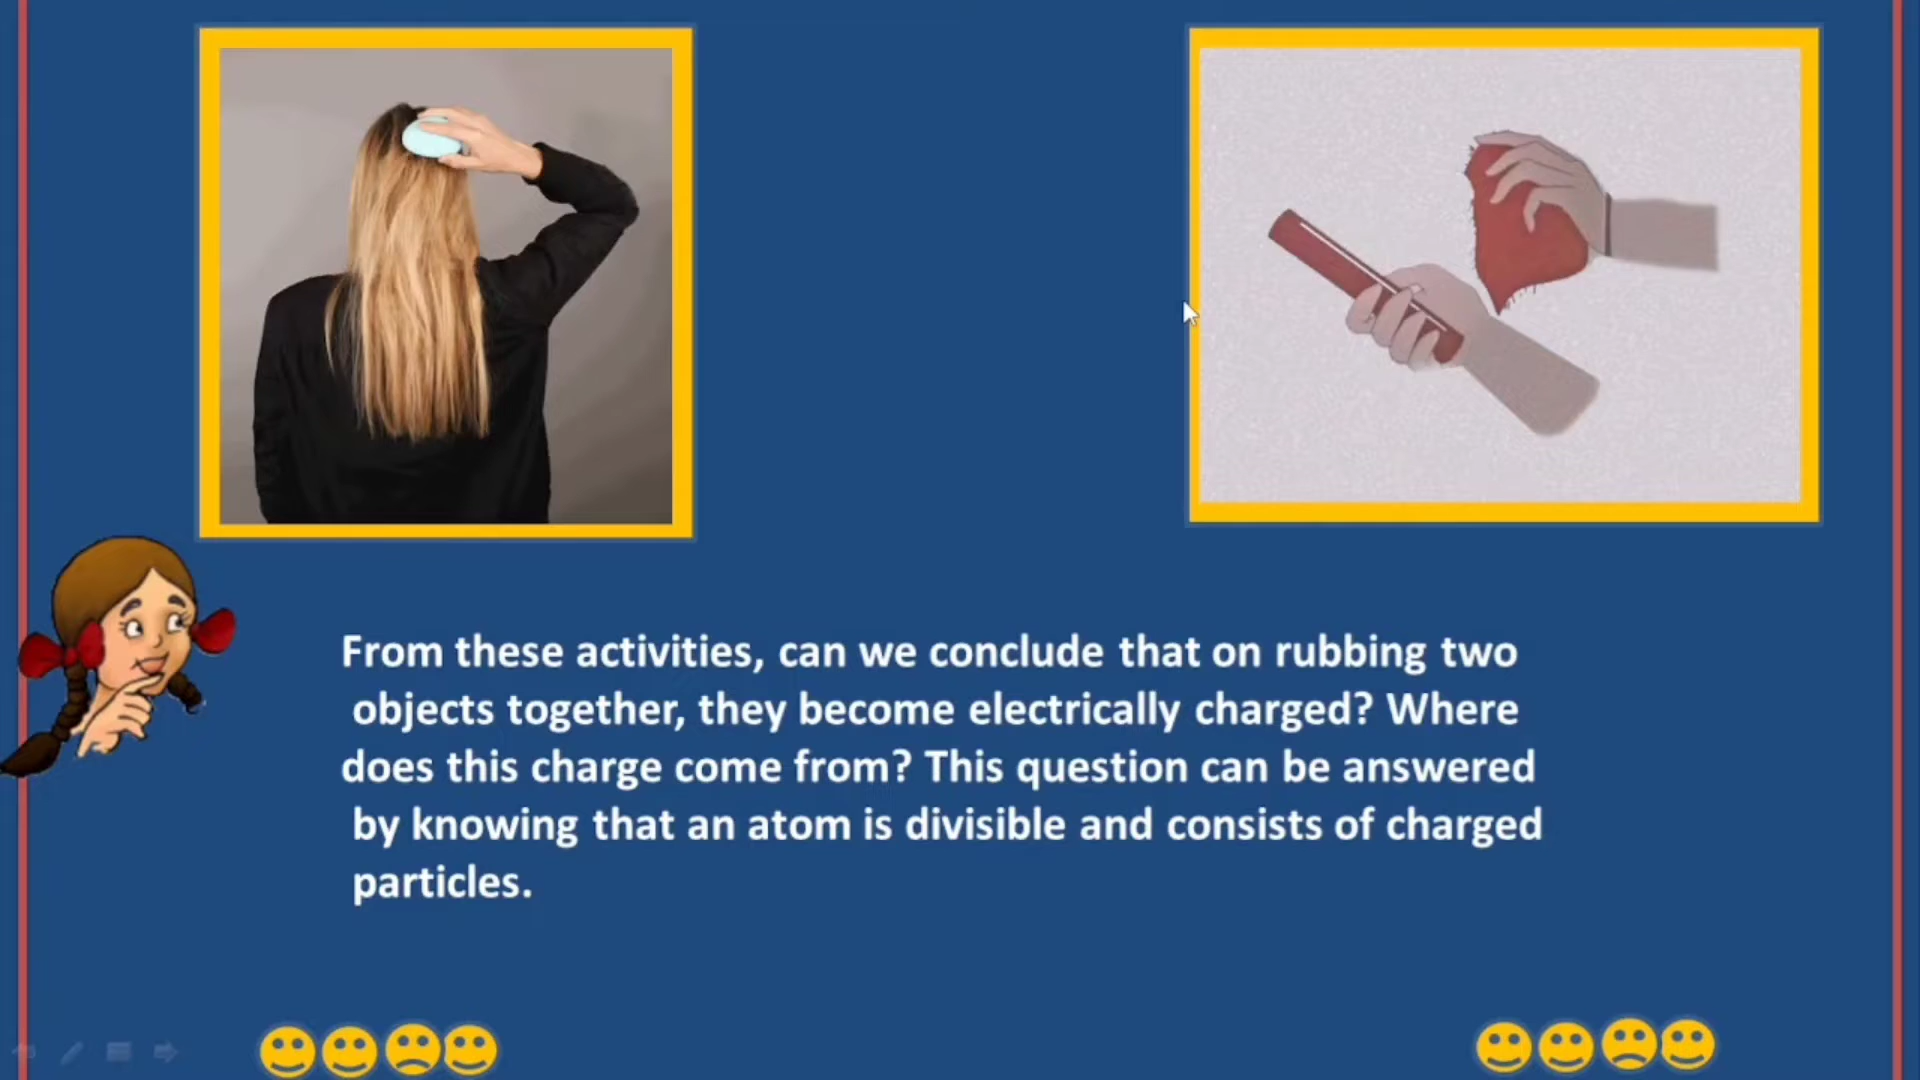 From these activities, can we conclude that on rubbing two
objects together, they become electrically charged? Where
does this charge come from? This question can be answered
by knowing that an atom is divisible and consists of charged
particles.